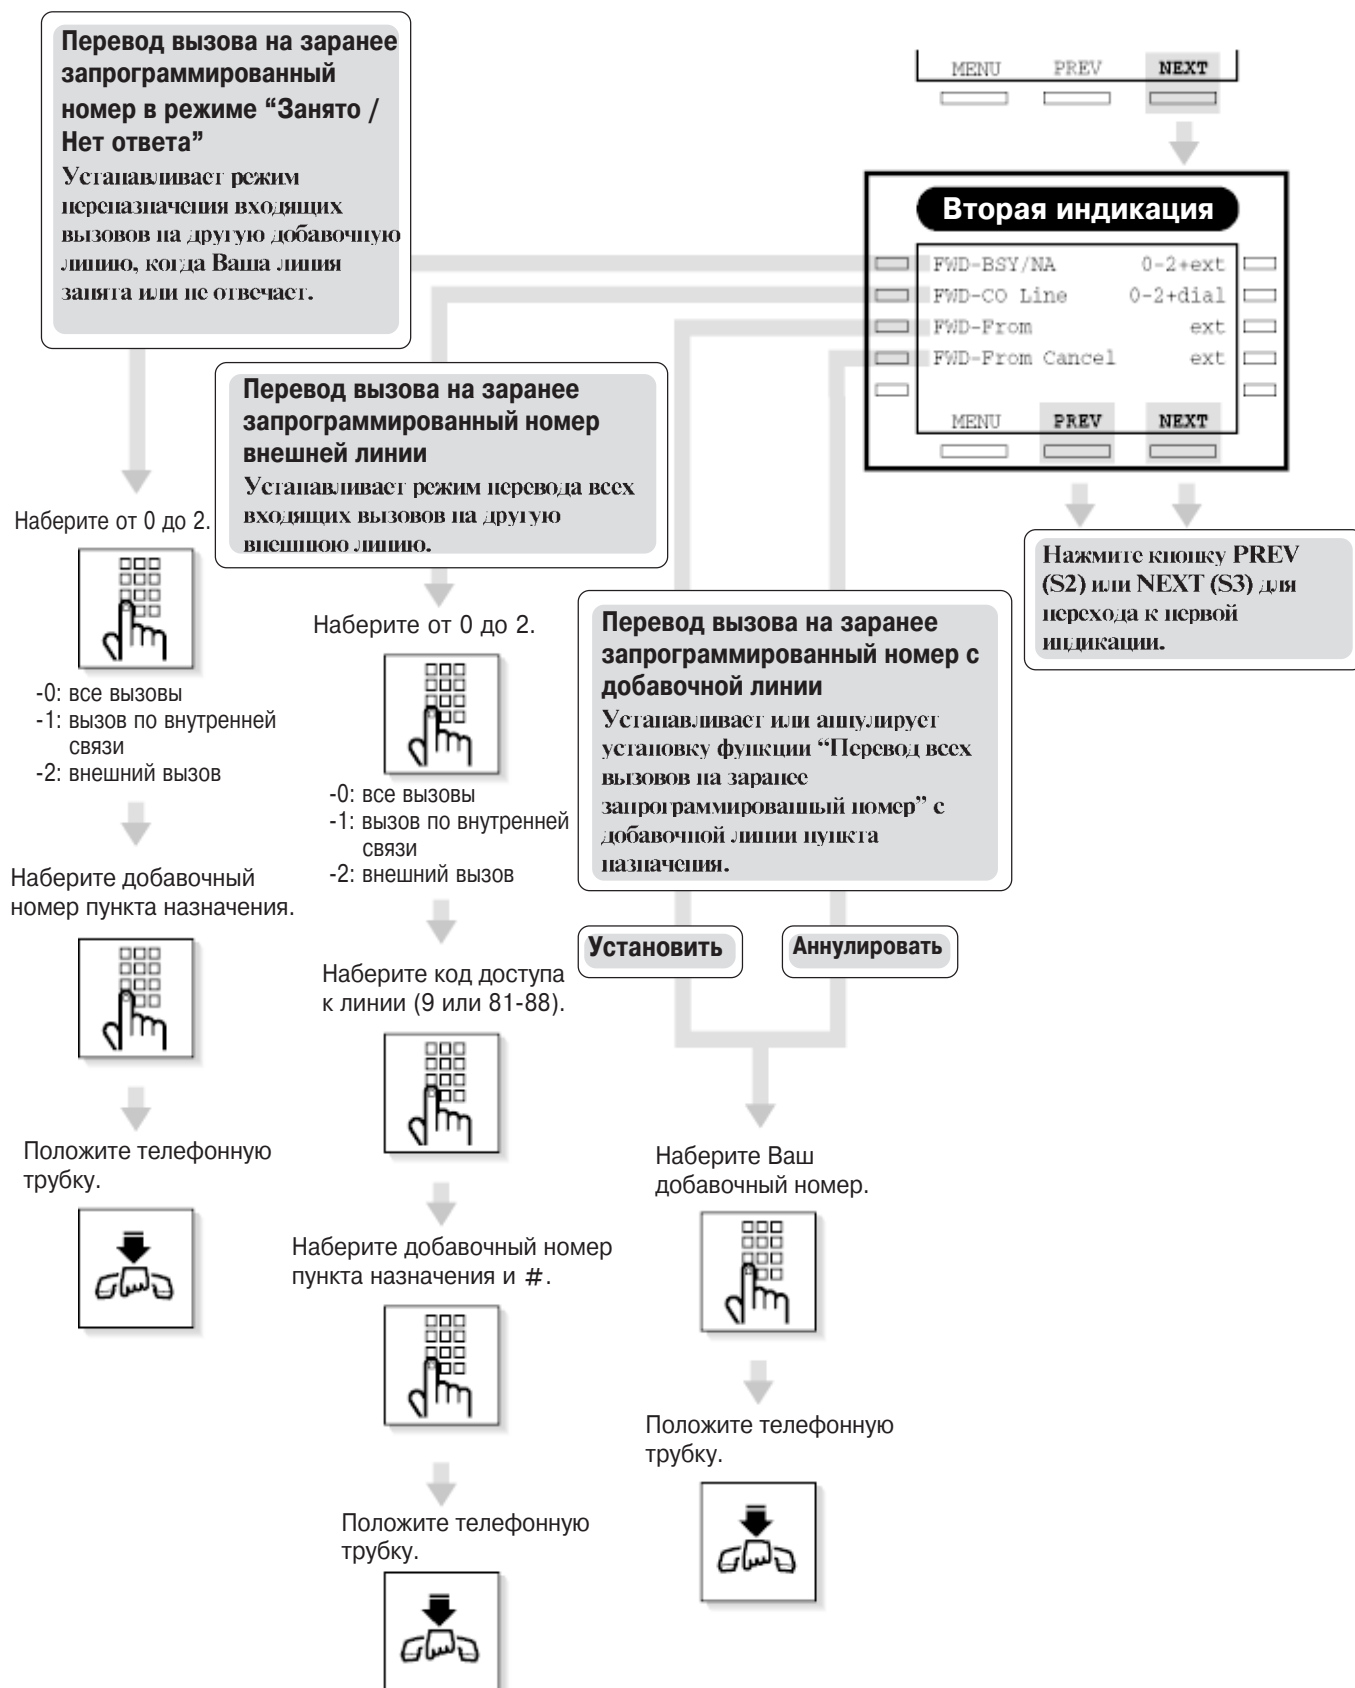 Перевод вызова на заранее
запрограммированный
номер в режиме “Занято /
Нет ответа”
Устанавливает режим
переназначения входящих
вызовов на другую добавочную
линию, когда Ваша линия
занята или не отвечает.
MENU PREV NEXT
Вторая индикация
FWD-BSY/NA 0-2+ext
FWD-CO Line 0-2+dial
FWD-From ext
FWD-From Cancel ext
MENU PREV NEXT
Нажмите кнопку PREV
(S2) или NEXT (S3) для
перехода к первой
индикации.
Наберите от 0 до 2.
-0: все вызовы
-1: вызов по внутренней
связи
-2: внешний вызов
Наберите добавочный
номер пункта назначения.
Положите телефонную
трубку.
Перевод вызова на заранее
запрограммированный номер
внешней линии
Устанавливает режим перевода всех
входящих вызовов на другую
внешнюю линию.
Наберите от 0 до 2.
-0: все вызовы
-1: вызов по внутренней
связи
-2: внешний вызов
Наберите код доступа
к линии (9 или 81-88).
Наберите добавочный номер
пункта назначения и #.
Положите телефонную
трубку.
Перевод вызова на заранее
запрограммированный номер с
добавочной линии
Устанавливает или аннулирует
установку функции “Перевод всех
вызовов на заранее
запрограммированный номер” с
добавочной линии пункта
назначения.
Установить
Аннулировать
Наберите Ваш
добавочный номер.
Положите телефонную
трубку.